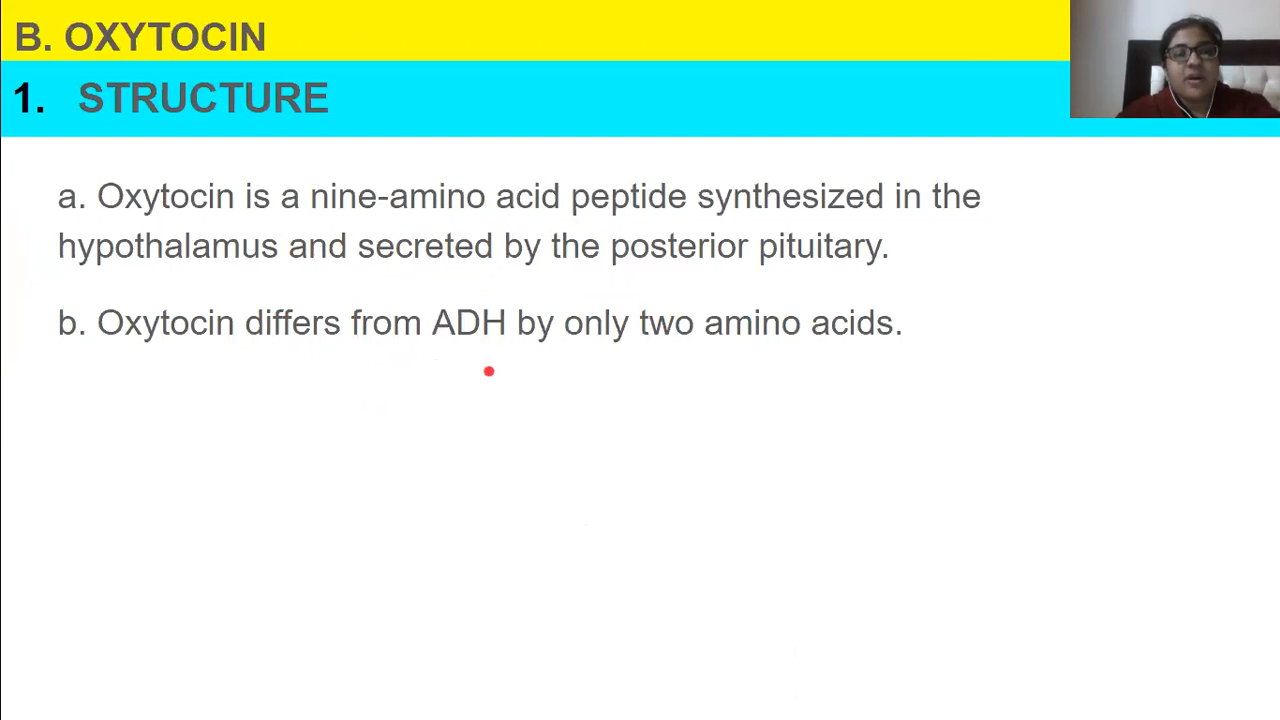 B. OXYTOCIN
1. STRUCTURE
a. Oxytocin is a nine-amino acid peptide synthesized in the
hypothalamus and secreted by the posterior pituitary.
b. Oxytocin differs from ADH by only two amino acids.